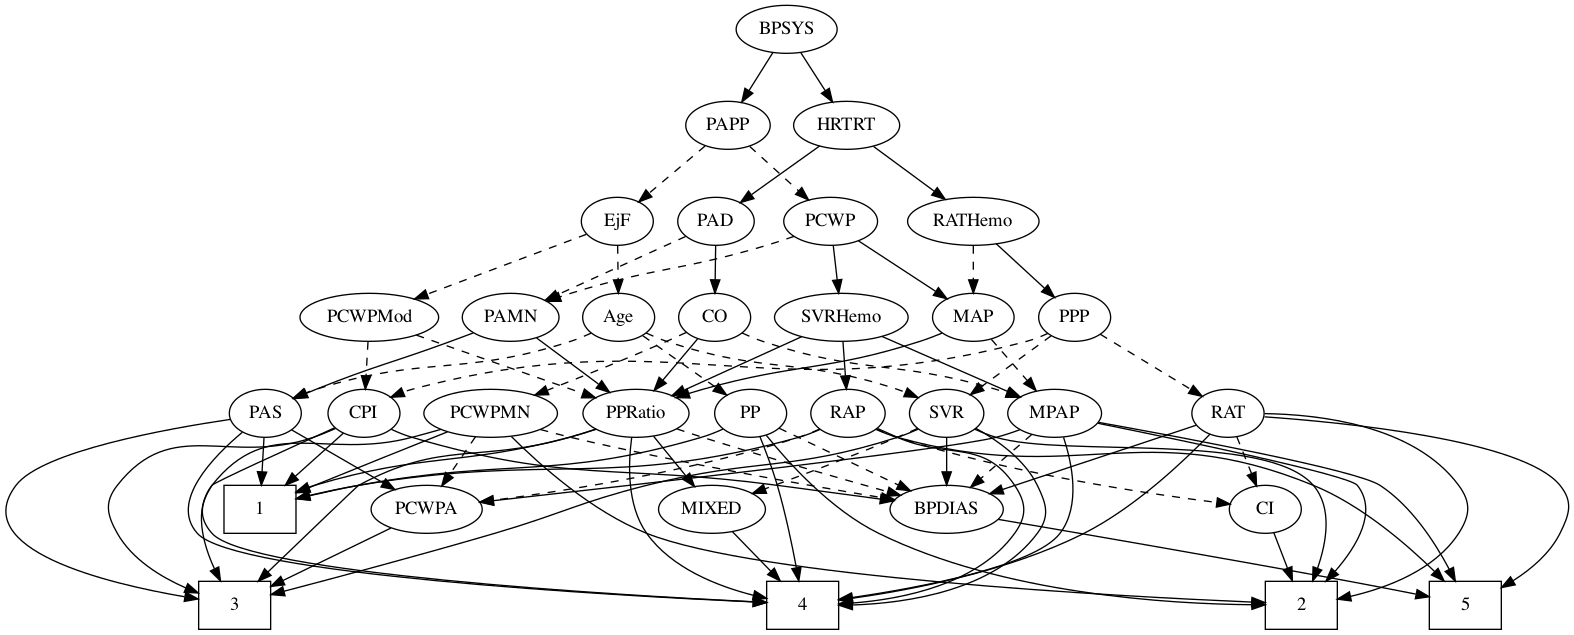 BPSYS
PAPP HRTRT
EjF PAD PCWP RATHemo
PCWPMod PAMN Age CO SVRHemo MAP PPP
PAS CPI PCWPMN PPRatio PP RAP SVR MPAP RAT
1 PCWPA MIXED BPDIAS CI
3 4 2 5